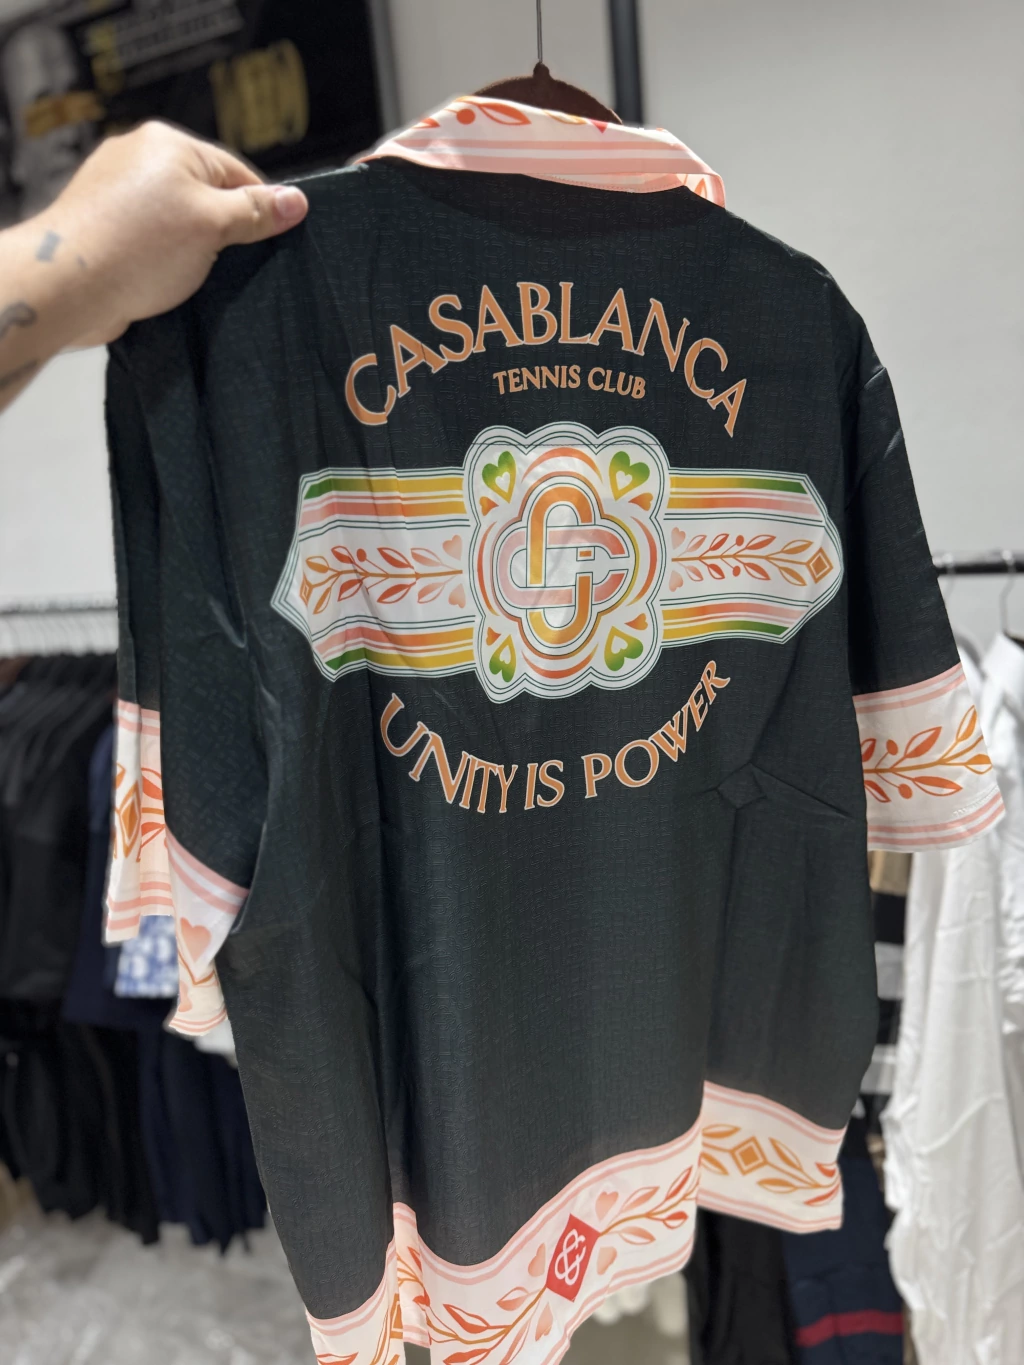 CASABLANCA
TENNIS CLUB
UNITY IS POWER